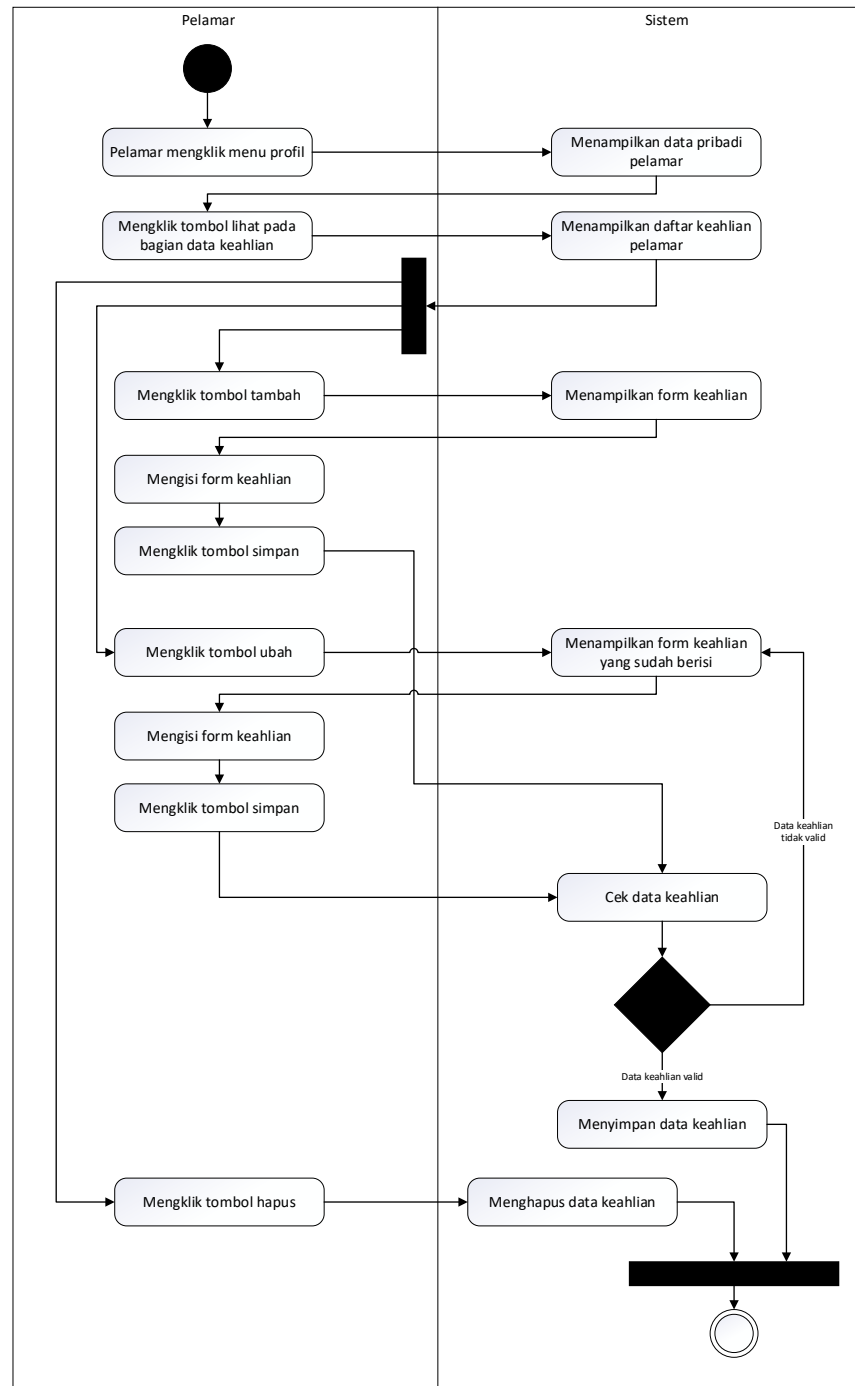 Pelamar
Sistem
Pelamar mengklik menu profil
Menampilkan data pribadi
pelamar
Mengklik tombol lihat pada
bagian data keahlian
Menampilkan daftar keahlian
pelamar
Mengklik tombol tambah
Menampilkan form keahlian
Mengisi form keahlian
Mengklik tombol simpan
Mengklik tombol ubah
Menampilkan form keahlian
yang sudah berisi
Mengisi form keahlian
Mengklik tombol simpan
Data keahlian
tidak valid
Cek data keahlian
Data keahlian valid
Menyimpan data keahlian
Mengklik tombol hapus
Menghapus data keahlian